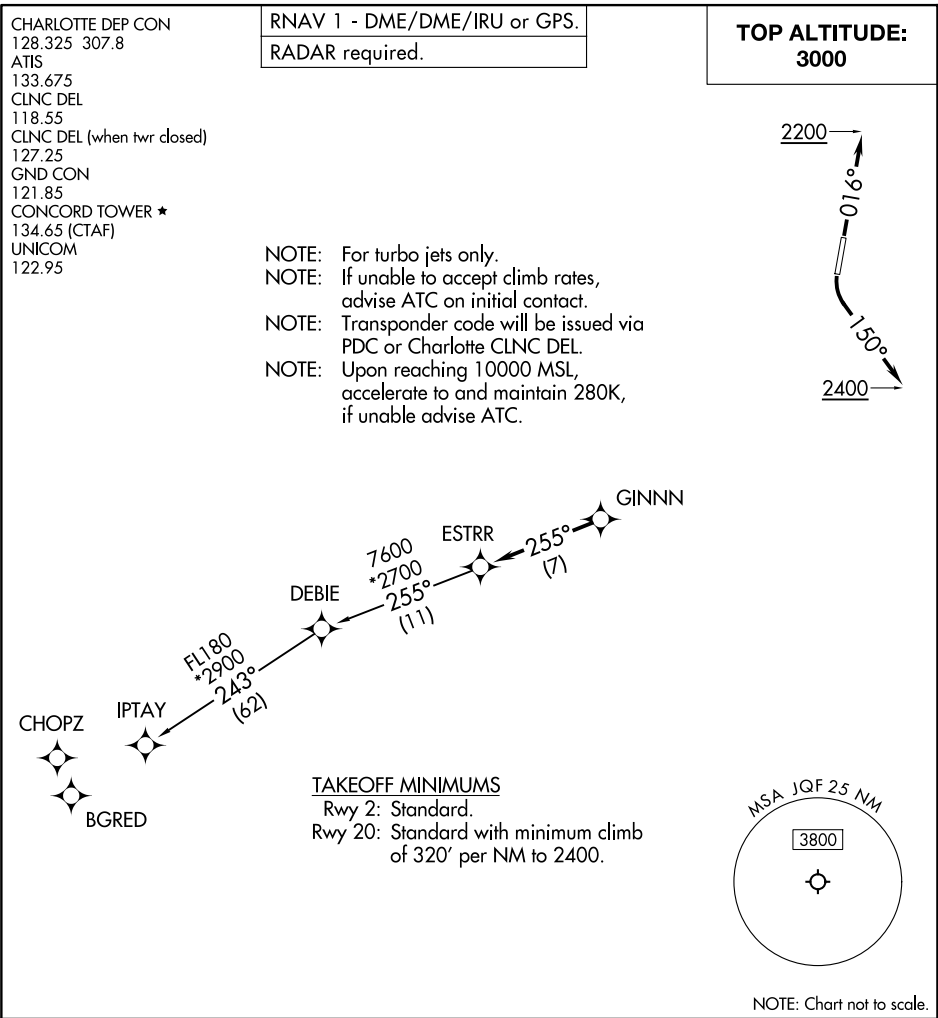 CHARLOTTE DEP CON
128.325 307.8
ATIS
133.675
CLNC DEL
118.55
CLNC DEL (when twr closed)
127.25
GND CON
121.85
CONCORD TOWER ★
134.65 (CTAF)
UNICOM
122.95
RNAV 1 - DME/DME/IRU or GPS.
RADAR required.
TOP ALTITUDE:
3000
2200
016°
150°
2400
NOTE: For turbo jets only.
NOTE: If unable to accept climb rates,
advise ATC on initial contact.
NOTE: Transponder code will be issued via
PDC or Charlotte CLNC DEL.
NOTE: Upon reaching 10000 MSL,
accelerate to and maintain 280K,
if unable advise ATC.
GINNN
255°
(7)
ESTRR
7600
*2700
255°
(11)
DEBIE
FL180
*2900
243°
(62)
IPTAY
CHOPZ
BGRED
TAKEOFF MINIMUMS
Rwy 2: Standard.
Rwy 20: Standard with minimum climb
of 320' per NM to 2400.
MSA JQF 25 NM
3800
NOTE: Chart not to scale.